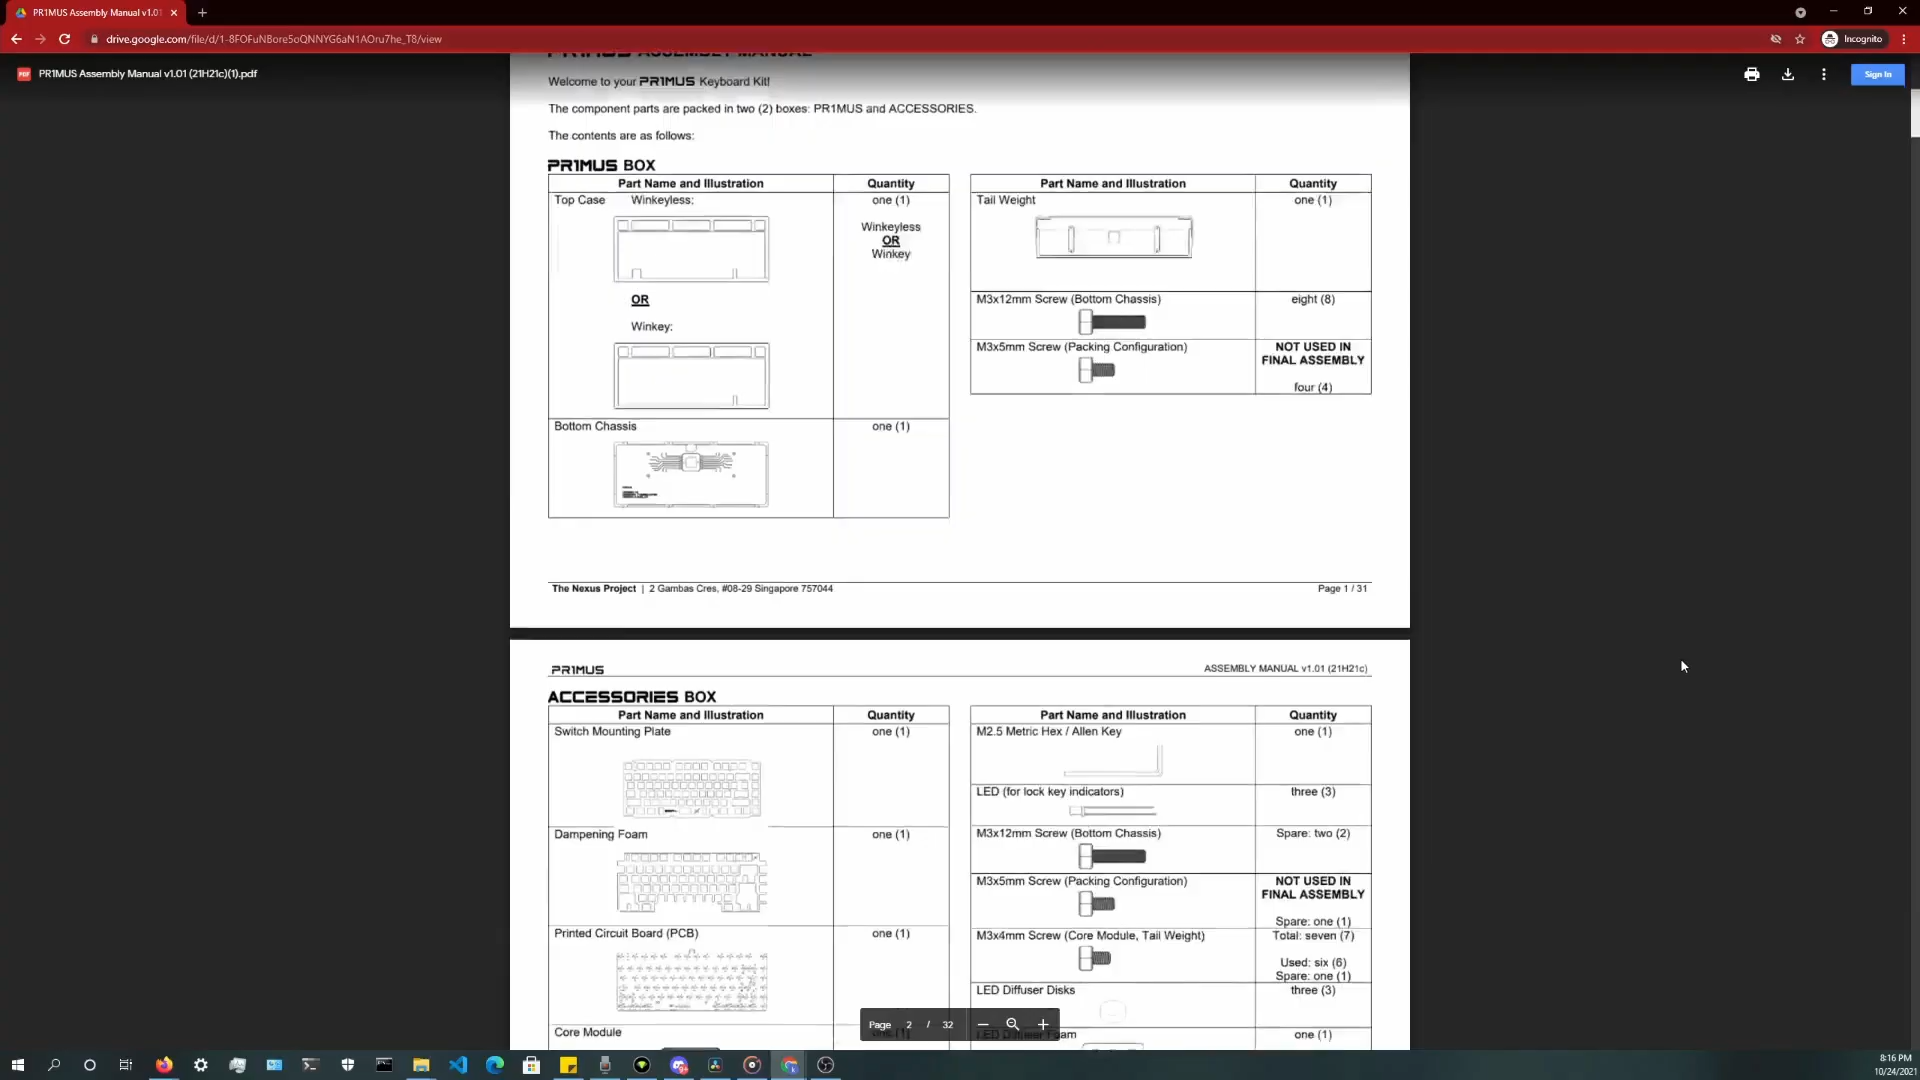 PR1MUS Assembly Manual v1.01
drive.google.com/file/d/1-8FOFuNBore5oQNNYG6aN1AOru7he_T8/view
Incognito
PR1MUS ASSEMBLY MANUAL
PDF
PR1MUS Assembly Manual v1.01 (21H21c)(1).pdf
Sign In
Welcome to your PR1MUS Keyboard Kit!
The component parts are packed in two (2) boxes: PR1MUS and ACCESSORIES.
The contents are as follows:
PR1MUS BOX
Part Name and Illustration
Quantity
Top Case
Winkeyless:
one (1)
Winkeyless
OR
Winkey
OR
Winkey:
Bottom Chassis
one (1)
Part Name and Illustration
Quantity
Tail Weight
one (1)
M3x12mm Screw (Bottom Chassis)
eight (8)
M3x5mm Screw (Packing Configuration)
NOT USED IN
FINAL ASSEMBLY
four (4)
The Nexus Project | 2 Gambas Cres, #08-29 Singapore 757044
Page 1 / 31
PR1MUS
ASSEMBLY MANUAL v1.01 (21H21c)
ACCESSORIES BOX
Part Name and Illustration
Quantity
Switch Mounting Plate
one (1)
Dampening Foam
one (1)
Printed Circuit Board (PCB)
one (1)
Core Module
one (1)
Part Name and Illustration
Quantity
M2.5 Metric Hex / Allen Key
one (1)
LED (for lock key indicators)
three (3)
M3x12mm Screw (Bottom Chassis)
Spare: two (2)
M3x5mm Screw (Packing Configuration)
NOT USED IN
FINAL ASSEMBLY
Spare: one (1)
M3x4mm Screw (Core Module, Tail Weight)
Total: seven (7)
Used: six (6)
Spare: one (1)
LED Diffuser Disks
three (3)
LED Diffuser Foam
one (1)
Page 2 / 32
8:16 PM
10/24/2021